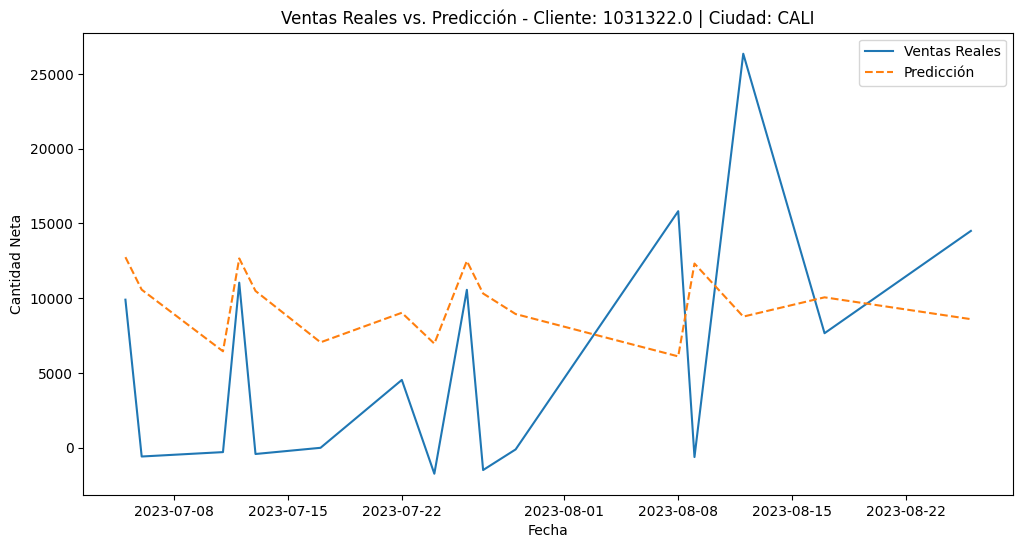 Ventas Reales vs. Predicción - Cliente: 1031322.0 | Ciudad: CALI
Ventas Reales
Predicción
Cantidad Neta
25000
20000
15000
10000
5000
0
2023-07-08
2023-07-15
2023-07-22
2023-08-01
2023-08-08
2023-08-15
2023-08-22
Fecha